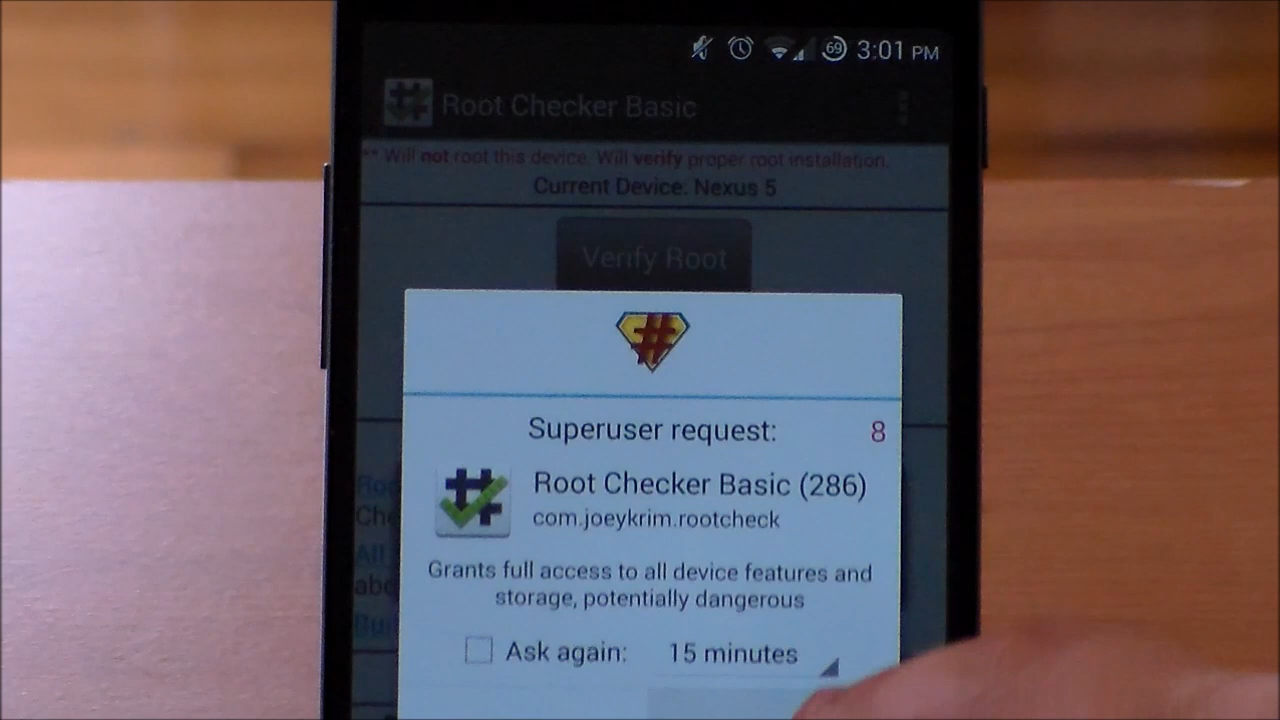 69 3:01 PM
Root Checker Basic
** Will not root this device. Will verify proper root installation.
Current Device: Nexus 5
Verify Root
Superuser request: 8
Root Checker Basic (286)
com.joeykrim.rootcheck
Grants full access to all device features and
storage, potentially dangerous
Ask again: 15 minutes
All